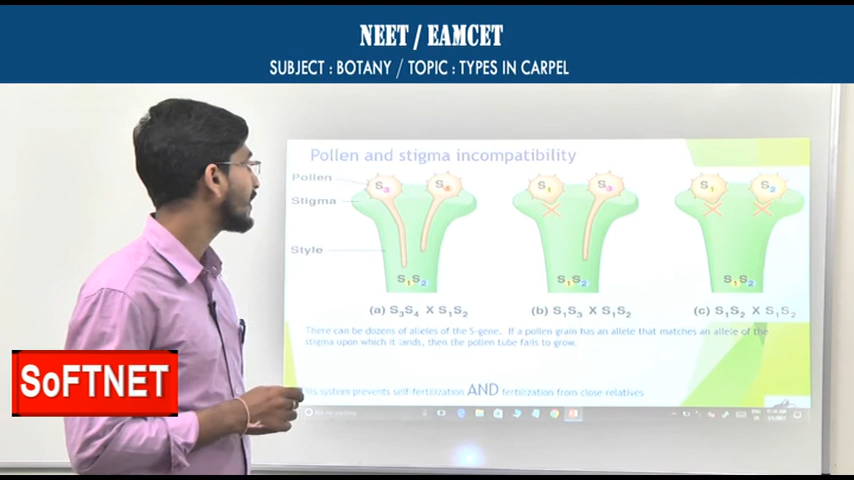 NEET / EAMCET
SUBJECT : BOTANY / TOPIC : TYPES IN CARPEL
Pollen and stigma incompatibility
Pollen
Stigma
Style
S3 S4 S1 S3 S1 S2
S1S2 S1S2 S1S2
(a) S3S4 X S1S2 (b) S1S3 X S1S2 (c) S1S2 X S1S2
There can be dozens of alleles of the S-gene. If a pollen grain has an allele that matches an allele of the
stigma upon which it lands, then the pollen tube fails to grow.
system prevents self-fertilization AND fertilization from close relatives
SoFTNET